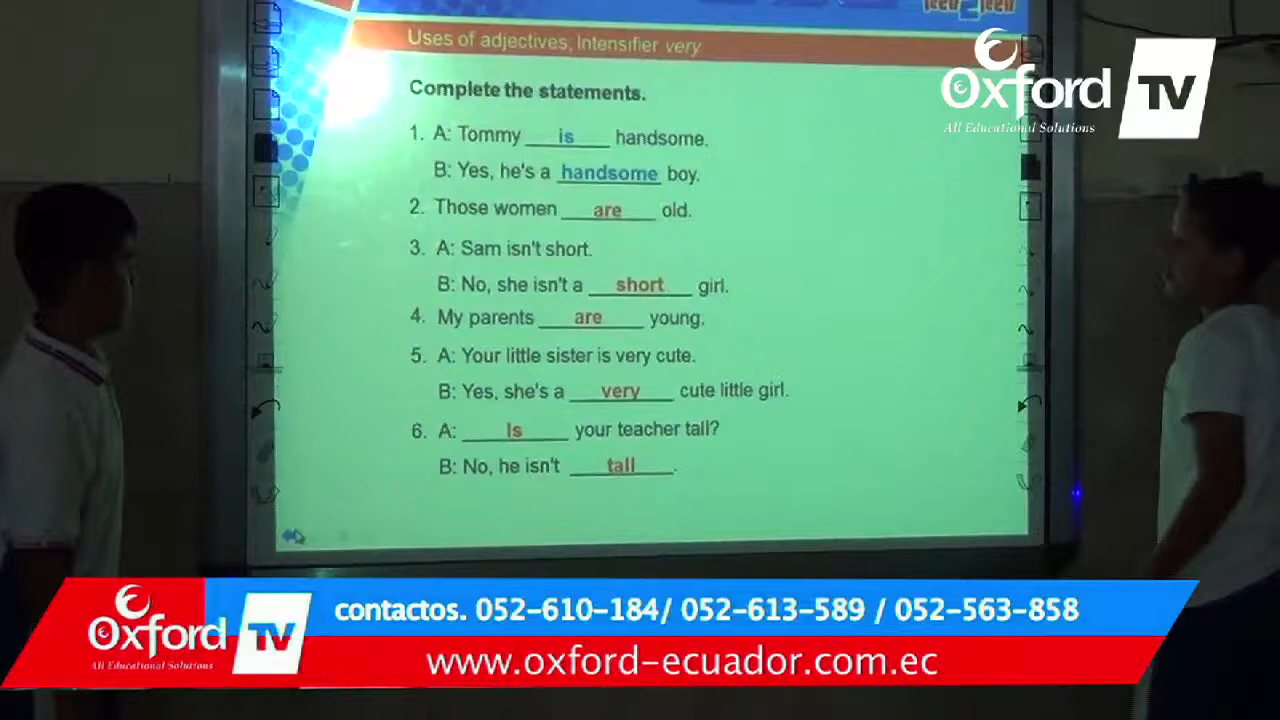 Uses of adjectives; Intensifier very
Complete the statements.
1. A: Tommy is handsome.
B: Yes, he's a handsome boy.
2. Those women are old.
3. A: Sam isn't short.
B: No, she isn't a short girl.
4. My parents are young.
5. A: Your little sister is very cute.
B: Yes, she's a very cute little girl.
6. A: Is your teacher tall?
B: No, he isn't tall.
Oxford TV
All Educational Solutions
Oxford TV
All Educational Solutions
contactos. 052-610-184/ 052-613-589 / 052-563-858
www.oxford-ecuador.com.ec